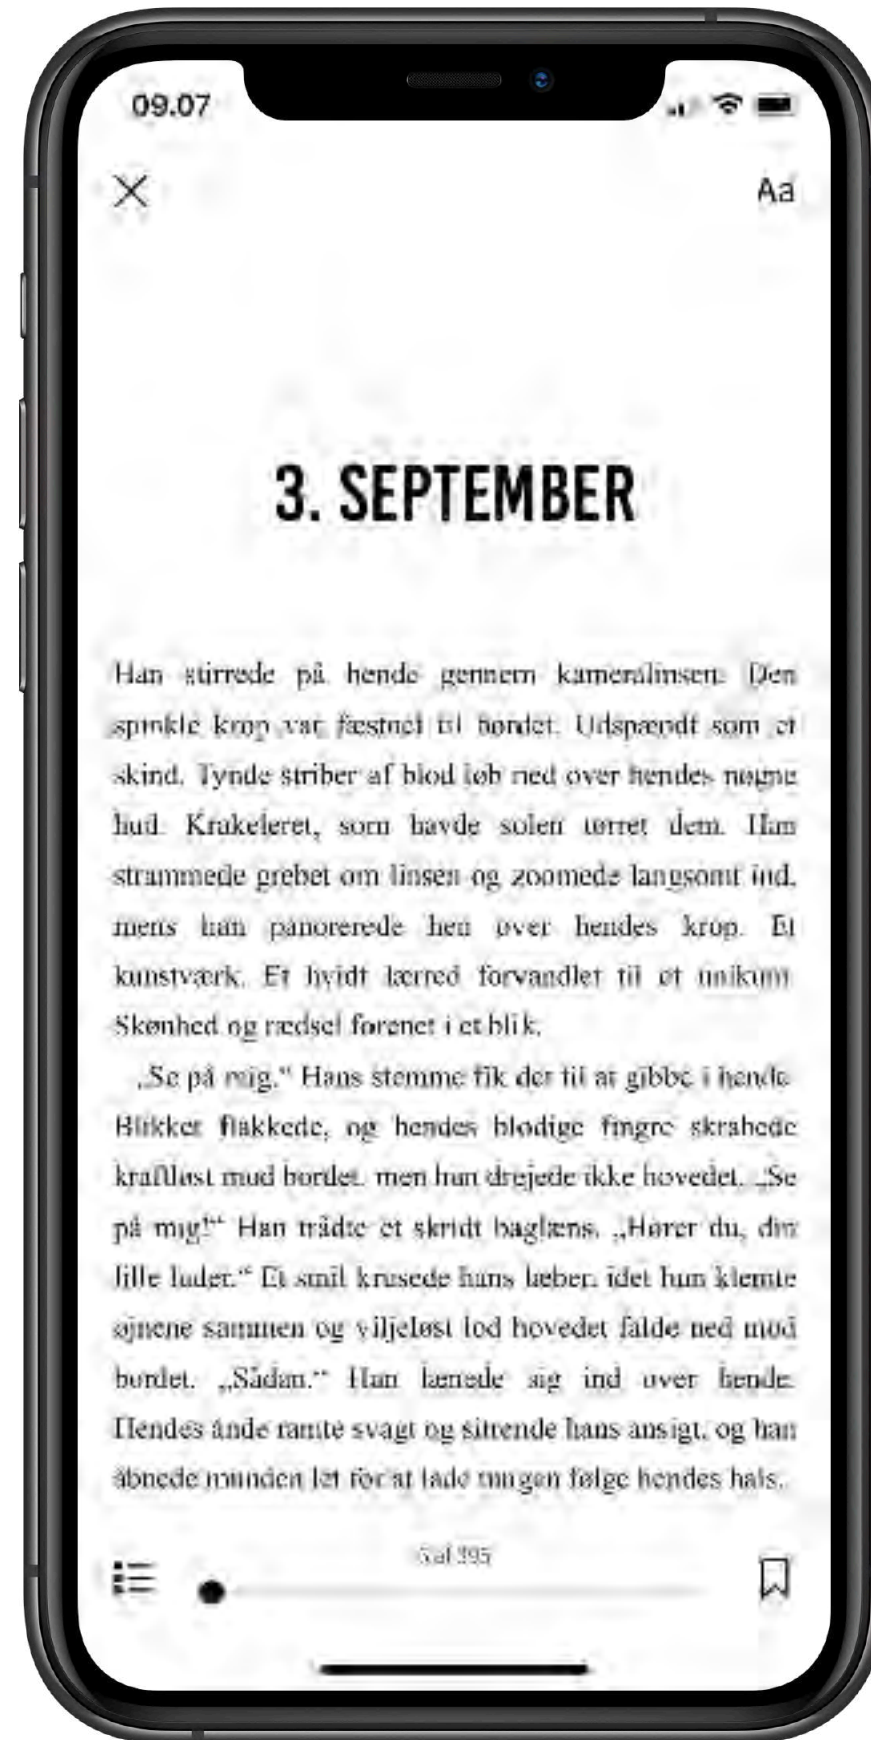 09.07
Aa
3. SEPTEMBER
Han stirrede på hende gennem kameralinsen. Den
spinkle krop var fæstnet til bordet. Udspændt som et
skind. Tynde striber af blod løb ned over hendes nøgne
hud. Krakeleret, som havde solen tørret dem. Han
strammede grebet om linsen og zoomede langsomt ind,
mens han panorerede hen over hendes krop. Et
kunstværk. Et hvidt lærred forvandlet til et unikum.
Skønhed og rædsel forenet i et blik.
„Se på mig.“ Hans stemme fik det til at gibbe i hende.
Blikket flakkede, og hendes blodige fingre skrabede
kraftløst mod bordet, men hun drejede ikke hovedet. „Se
på mig!“ Han trådte et skridt baglæns. „Hører du, din
lille luder.“ Et smil krusede hans læber, idet hun klemte
øjnene sammen og viljeløst lod hovedet falde ned mod
bordet. „Sådan.“ Han lænede sig ind over hende.
Hendes ånde ramte svagt og sitrende hans ansigt, og han
åbnede munden let for at lade tungen følge hendes hals.
af 395